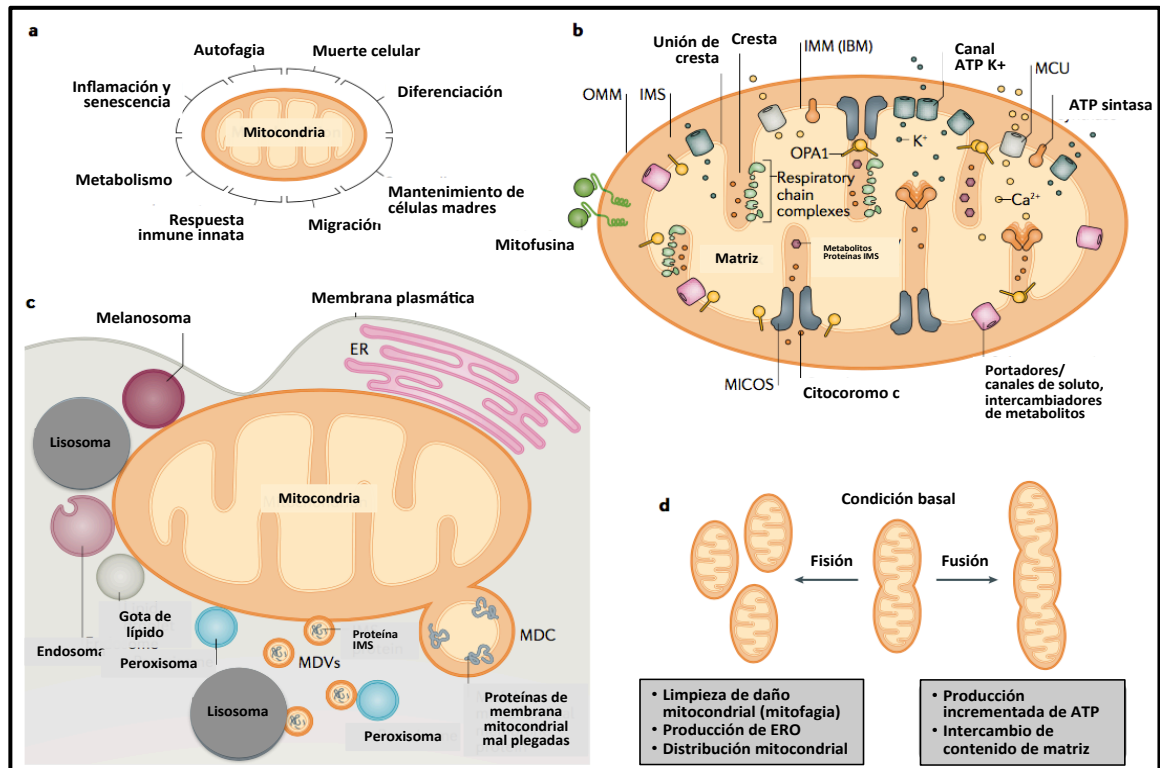 a
Autofagia
Muerte celular
Inflamación y
senescencia
Diferenciación
Mitocondria
Metabolismo
Mantenimiento de
células madres
Respuesta
inmune innata
Migración
b
Unión de
cresta
Cresta
IMM (IBM)
Canal
ATP K+
MCU
OMM
IMS
ATP sintasa
K+
OPA1
Respiratory
chain
complexes
Ca2+
Mitofusina
Matriz
Metabolitos
Proteínas IMS
MICOS
Citocoromo c
Portadores/
canales de soluto,
intercambiadores
de metabolitos
c
Membrana plasmática
Melanosoma
ER
Lisosoma
Mitocondria
Gota de
lípido
Endosoma
Peroxisoma
Proteína
IMS
MDVs
MDC
Lisosoma
Peroxisoma
Proteínas de
membrana
mitocondrial
mal plegadas
d
Condición basal
Fisión
Fusión
• Limpieza de daño
mitocondrial (mitofagia)
• Producción de ERO
• Distribución mitocondrial
• Producción
incrementada de ATP
• Intercambio de
contenido de matriz